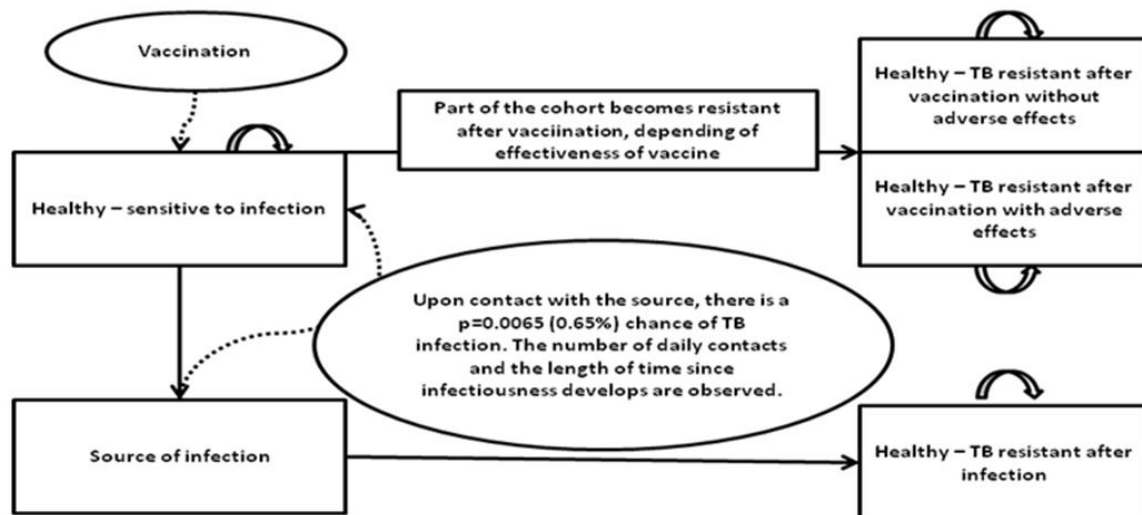 Vaccination
Part of the cohort becomes resistant
after vacciination, depending of
effectiveness of vaccine
Healthy – TB resistant after
vaccination without
adverse effects
Healthy – sensitive to infection
Healthy – TB resistant after
vaccination with adverse
effects
Upon contact with the source, there is a
p=0.0065 (0.65%) chance of TB
infection. The number of daily contacts
and the length of time since
infectiousness develops are observed.
Source of infection
Healthy – TB resistant after
infection